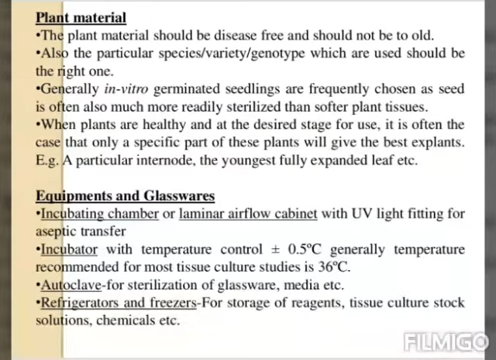 Plant material
•The plant material should be disease free and should not be to old.
•Also the particular species/variety/genotype which are used should be
the right one.
•Generally in-vitro germinated seedlings are frequently chosen as seed
is often also much more readily sterilized than softer plant tissues.
•When plants are healthy and at the desired stage for use, it is often the
case that only a specific part of these plants will give the best explants.
E.g. A particular internode, the youngest fully expanded leaf etc.
Equipments and Glasswares
•Incubating chamber or laminar airflow cabinet with UV light fitting for
aseptic transfer
•Incubator with temperature control ± 0.5ºC generally temperature
recommended for most tissue culture studies is 36ºC.
•Autoclave-for sterilization of glassware, media etc.
•Refrigerators and freezers-For storage of reagents, tissue culture stock
solutions, chemicals etc.
FILMIGO